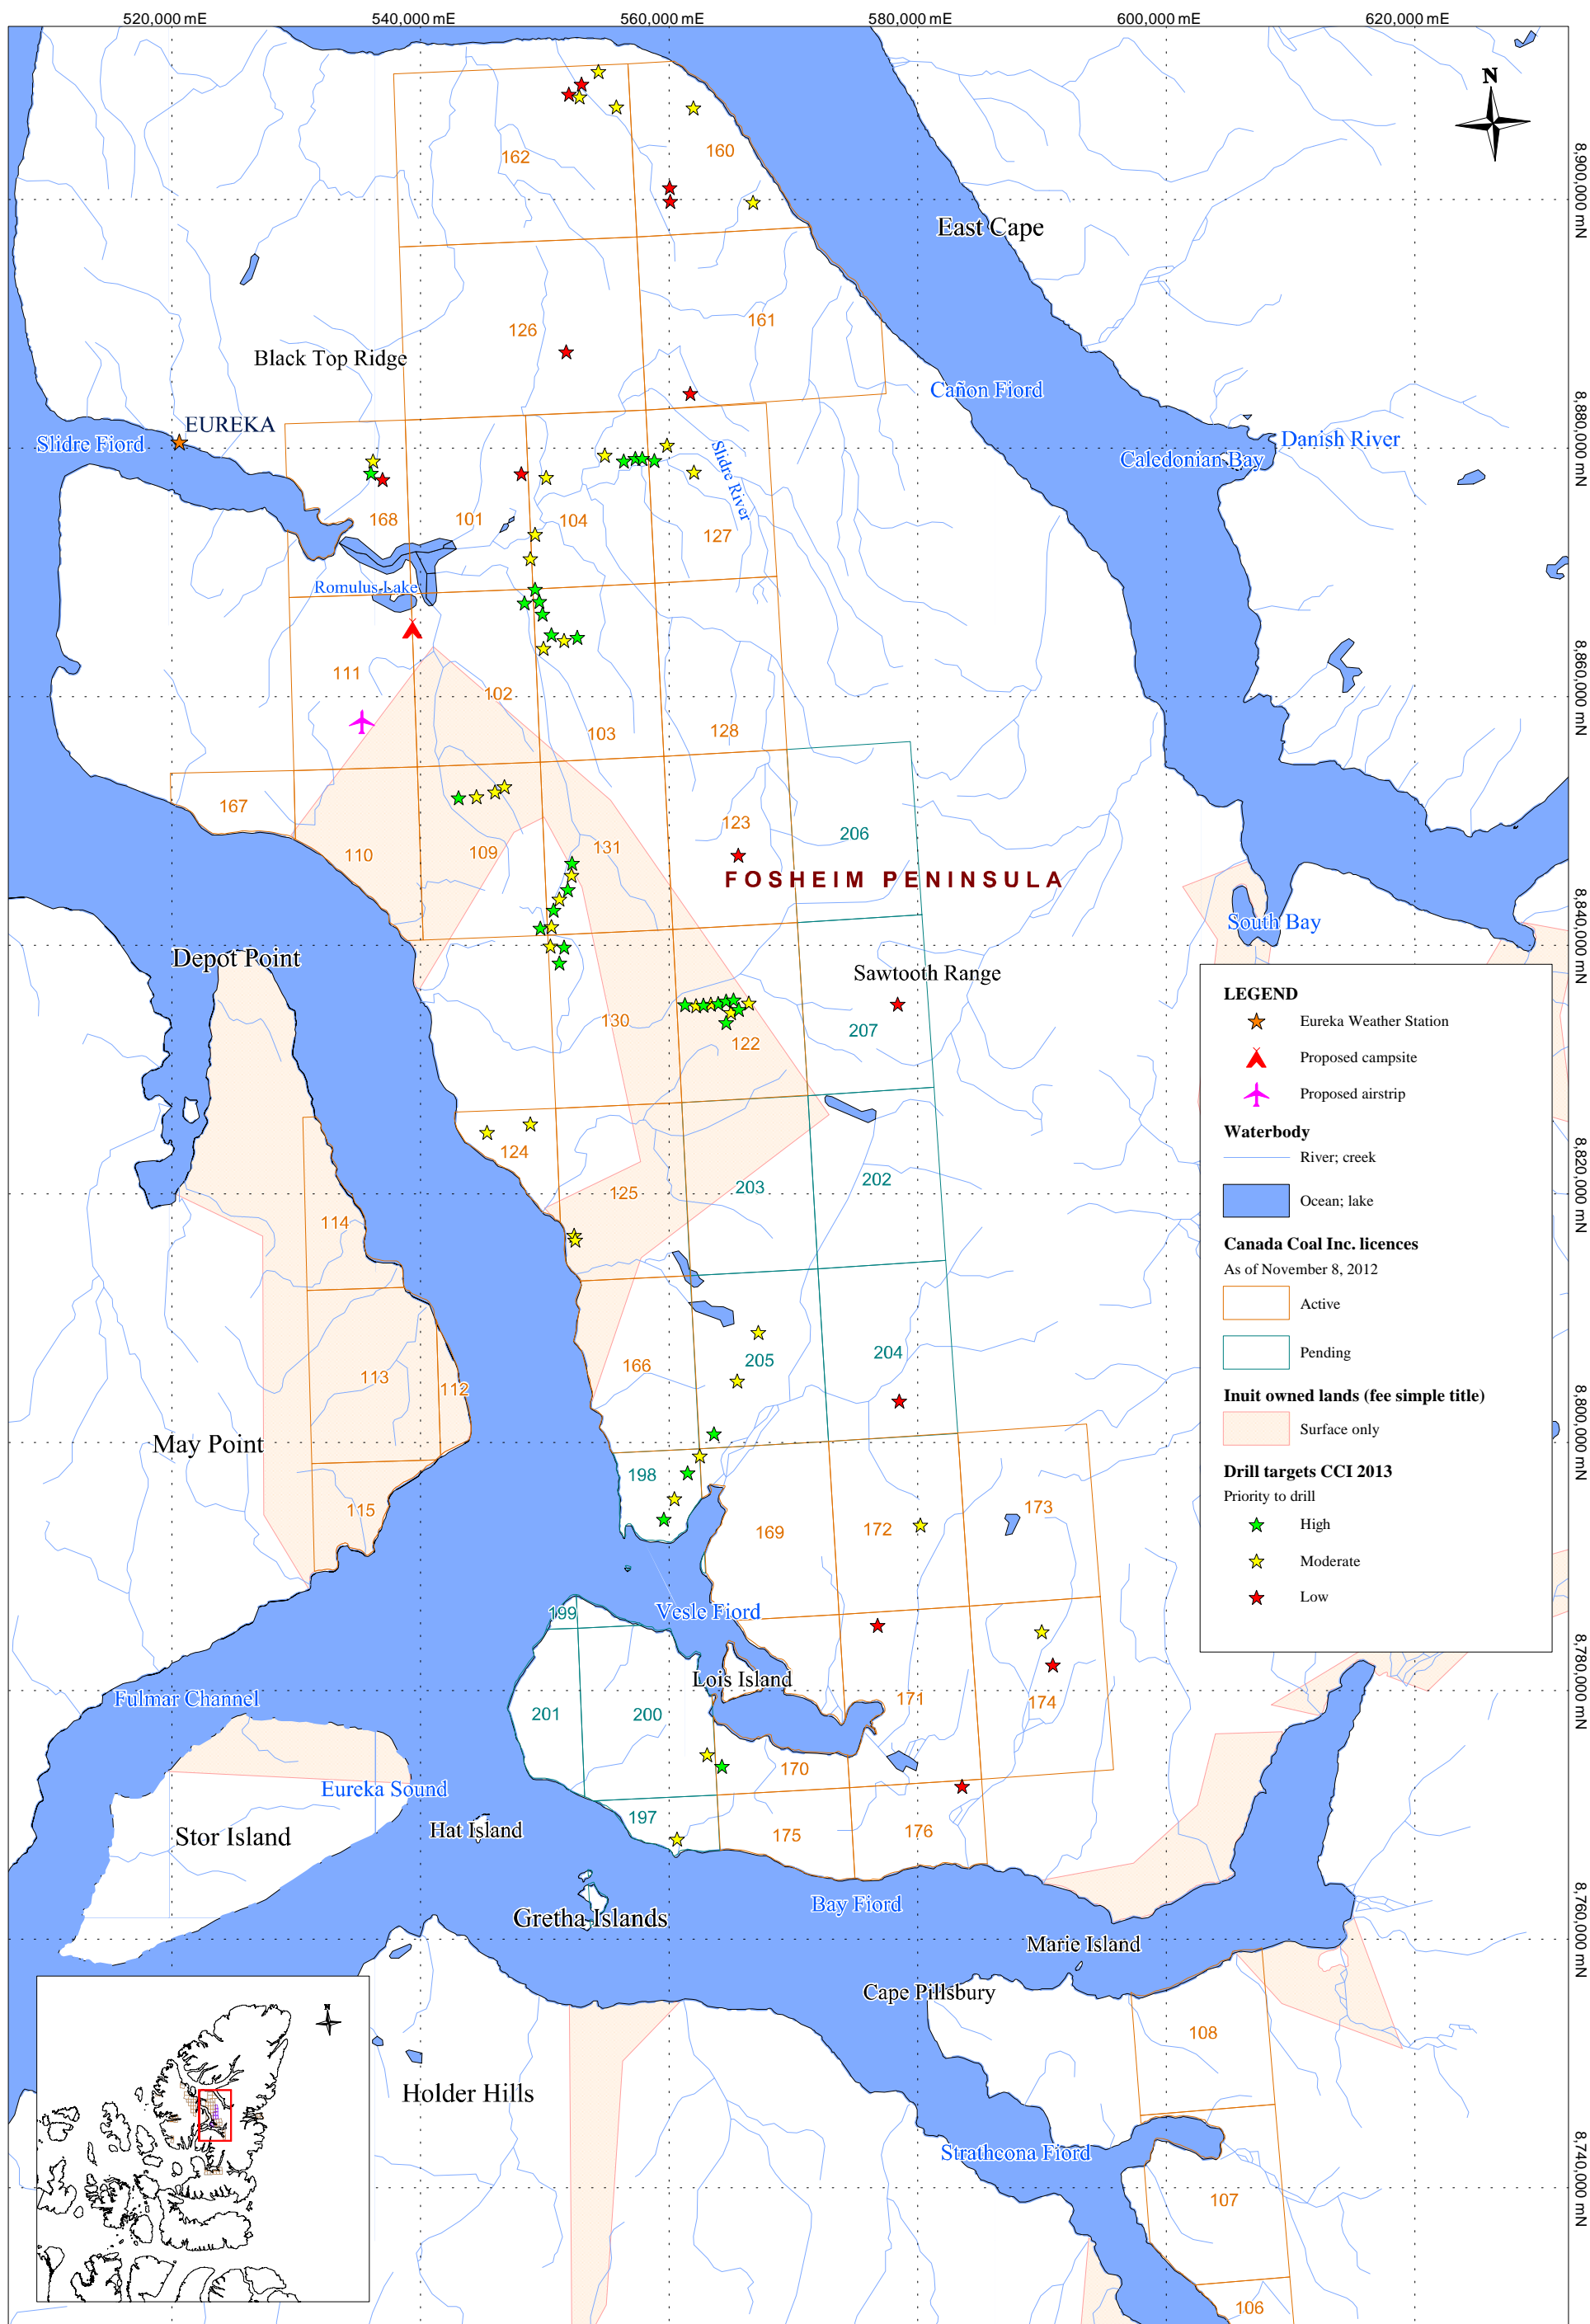 520,000 mE 540,000 mE 560,000 mE 580,000 mE 600,000 mE 620,000 mE
N
162
160
8,900,000 mN
East Cape
126
161
Black Top Ridge
Cañon Fiord
EUREKA
Slidre Fiord
Danish River
Caledonian Bay
8,880,000 mN
Slidre River
168
101
104
127
Romulus Lake
111
102
103
128
8,860,000 mN
167
110
109
131
123
206
FOSHEIM PENINSULA
South Bay
8,840,000 mN
Depot Point
Sawtooth Range
130
122
207
124
125
203
202
8,820,000 mN
114
113
112
166
205
204
May Point
8,800,000 mN
115
198
169
172
173
199
Vesle Fiord
Lois Island
8,780,000 mN
Fulmar Channel
201
200
171
174
170
Eureka Sound
Stor Island
Hat Island
197
175
176
Gretha Islands
Bay Fiord
Marie Island
8,760,000 mN
Cape Pillsbury
108
Holder Hills
Strathcona Fiord
8,740,000 mN
107
106
LEGEND
Eureka Weather Station
Proposed campsite
Proposed airstrip
Waterbody
River; creek
Ocean; lake
Canada Coal Inc. licences
As of November 8, 2012
Active
Pending
Inuit owned lands (fee simple title)
Surface only
Drill targets CCI 2013
Priority to drill
High
Moderate
Low
N